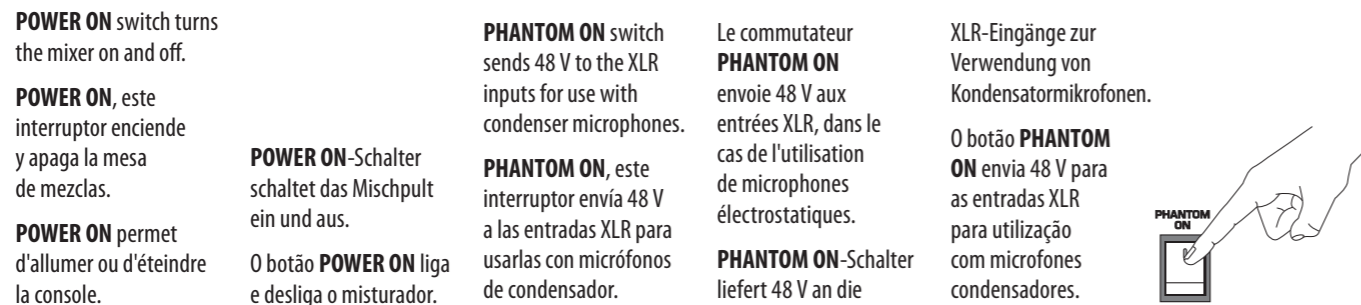 POWER ON switch turns
the mixer on and off.
POWER ON, este
interruptor enciende
y apaga la mesa
de mezclas.
POWER ON permet
d'allumer ou d'éteindre
la console.
POWER ON-Schalter
schaltet das Mischpult
ein und aus.
O botão POWER ON liga
e desliga o misturador.
PHANTOM ON switch
sends 48 V to the XLR
inputs for use with
condenser microphones.
PHANTOM ON, este
interruptor envía 48 V
a las entradas XLR para
usarlas con micrófonos
de condensador.
Le commutateur
PHANTOM ON
envoie 48 V aux
entrées XLR, dans le
cas de l'utilisation
de microphones
électrostatiques.
PHANTOM ON-Schalter
liefert 48 V an die
XLR-Eingänge zur
Verwendung von
Kondensatormikrofonen.
O botão PHANTOM
ON envia 48 V para
as entradas XLR
para utilização
com microfones
condensadores.
PHANTOM
ON